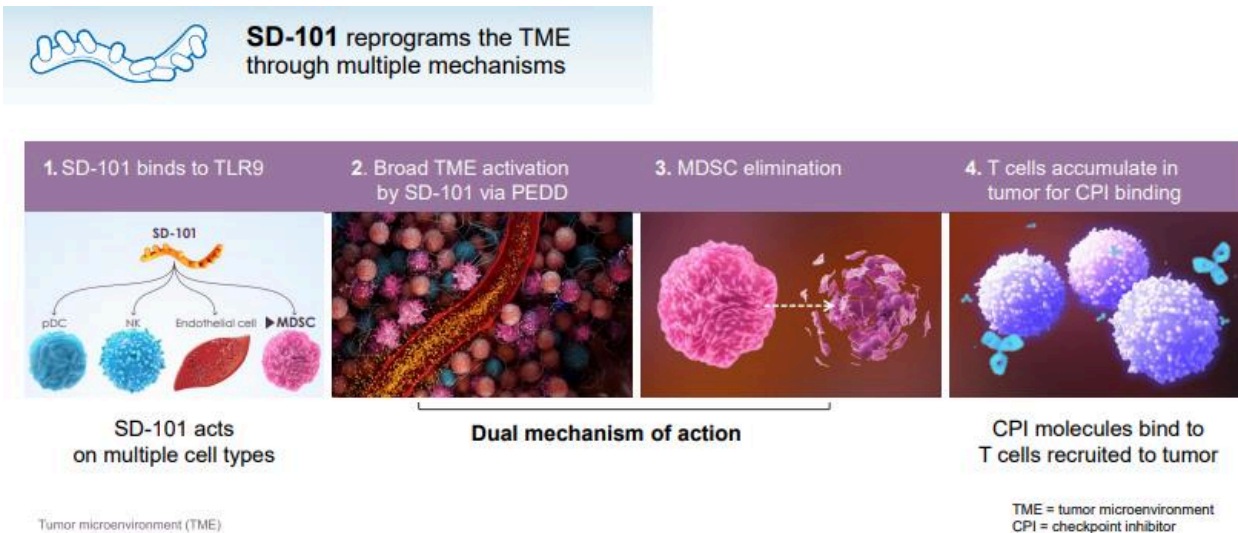 SD-101 reprograms the TME
through multiple mechanisms
1. SD-101 binds to TLR9
2. Broad TME activation
by SD-101 via PEDD
3. MDSC elimination
4. T cells accumulate in
tumor for CPI binding
SD-101
pDC
NK
Endothelial cell
▶MDSC
SD-101 acts
on multiple cell types
Dual mechanism of action
CPI molecules bind to
T cells recruited to tumor
Tumor microenvironment (TME)
TME = tumor microenvironment
CPI = checkpoint inhibitor